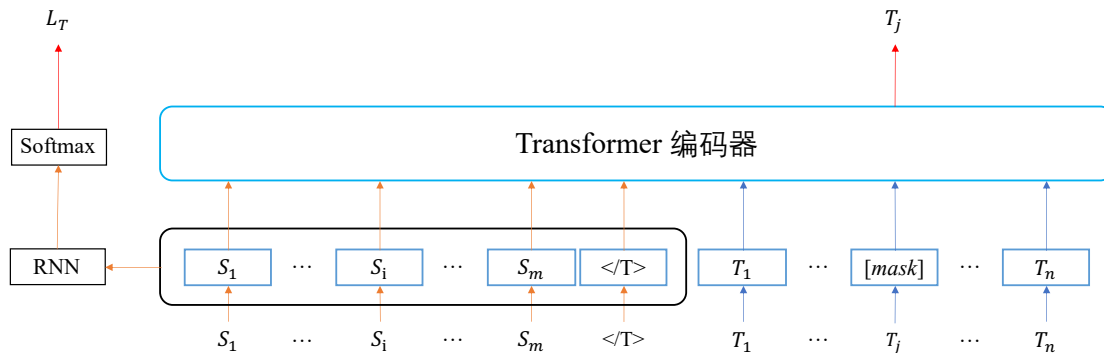 L_T T_j
Transformer 编码器
Softmax
RNN S_1 ⋯ S_i ⋯ S_m </T> T_1 ⋯ [mask] ⋯ T_n
S_1 ⋯ S_i ⋯ S_m </T> T_1 ⋯ T_j ⋯ T_n